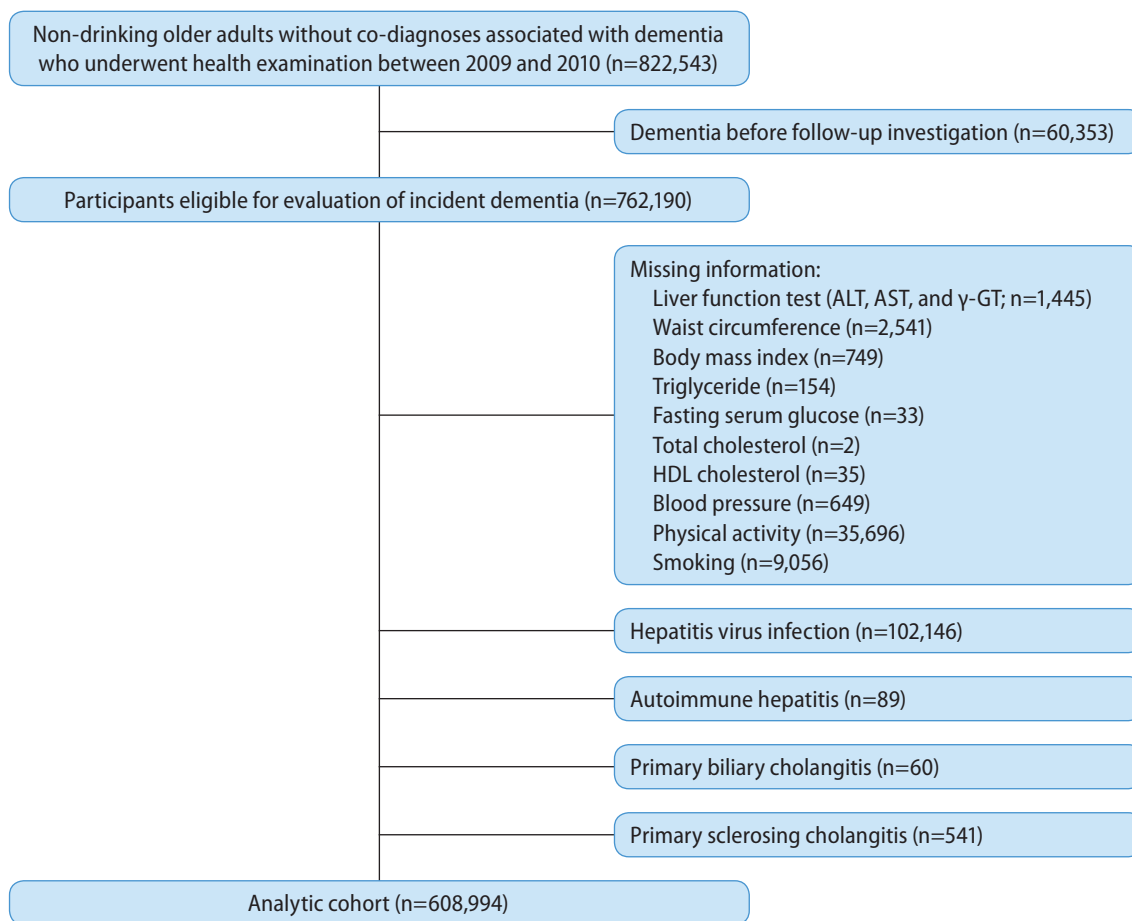 Non-drinking older adults without co-diagnoses associated with dementia
who underwent health examination between 2009 and 2010 (n=822,543)
Dementia before follow-up investigation (n=60,353)
Participants eligible for evaluation of incident dementia (n=762,190)
Missing information:
Liver function test (ALT, AST, and γ-GT; n=1,445)
Waist circumference (n=2,541)
Body mass index (n=749)
Triglyceride (n=154)
Fasting serum glucose (n=33)
Total cholesterol (n=2)
HDL cholesterol (n=35)
Blood pressure (n=649)
Physical activity (n=35,696)
Smoking (n=9,056)
Hepatitis virus infection (n=102,146)
Autoimmune hepatitis (n=89)
Primary biliary cholangitis (n=60)
Primary sclerosing cholangitis (n=541)
Analytic cohort (n=608,994)